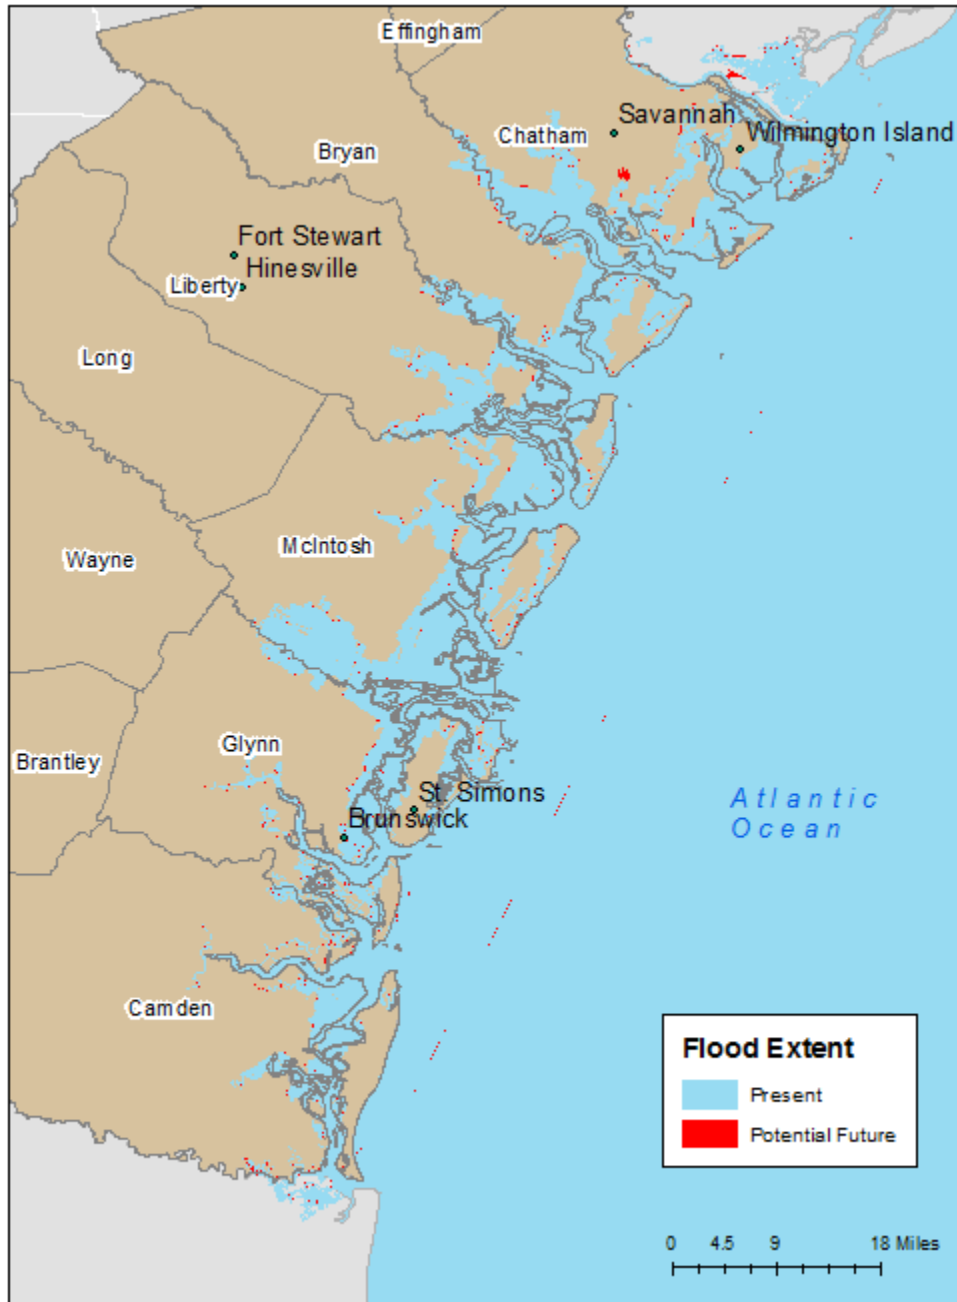 Effingham
Savannah
Wilmington Island
Chatham
Bryan
Fort Stewart
Hinesville
Liberty
Long
McIntosh
Wayne
Glynn
Brantley
St. Simons
Brunswick
Atlantic
Ocean
Camden
Flood Extent
Present
Potential Future
0 4.5 9 18 Miles